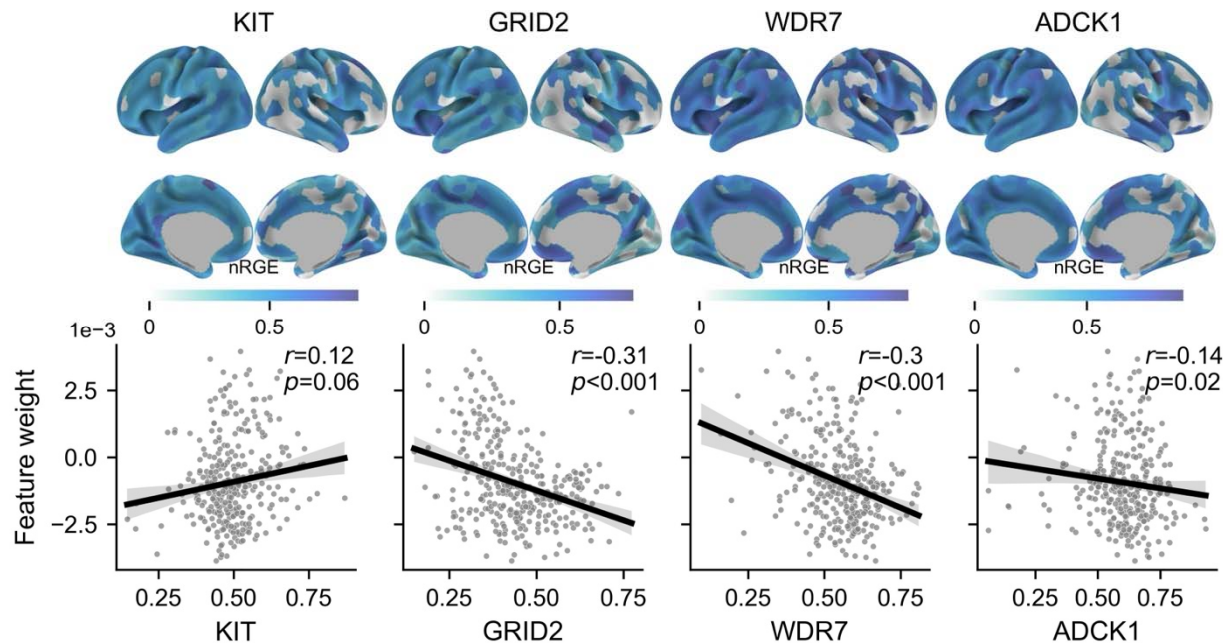 KIT GRID2 WDR7 ADCK1
nRGE nRGE nRGE nRGE
0 0.5 0 0.5 0 0.5 0 0.5
1e−3
r=0.12 r=-0.31 r=-0.3 r=-0.14
p=0.06 p<0.001 p<0.001 p=0.02
2.5
0.0
−2.5
Feature weight
0.25 0.50 0.75 0.25 0.50 0.75 0.25 0.50 0.75 0.25 0.50 0.75
KIT GRID2 WDR7 ADCK1